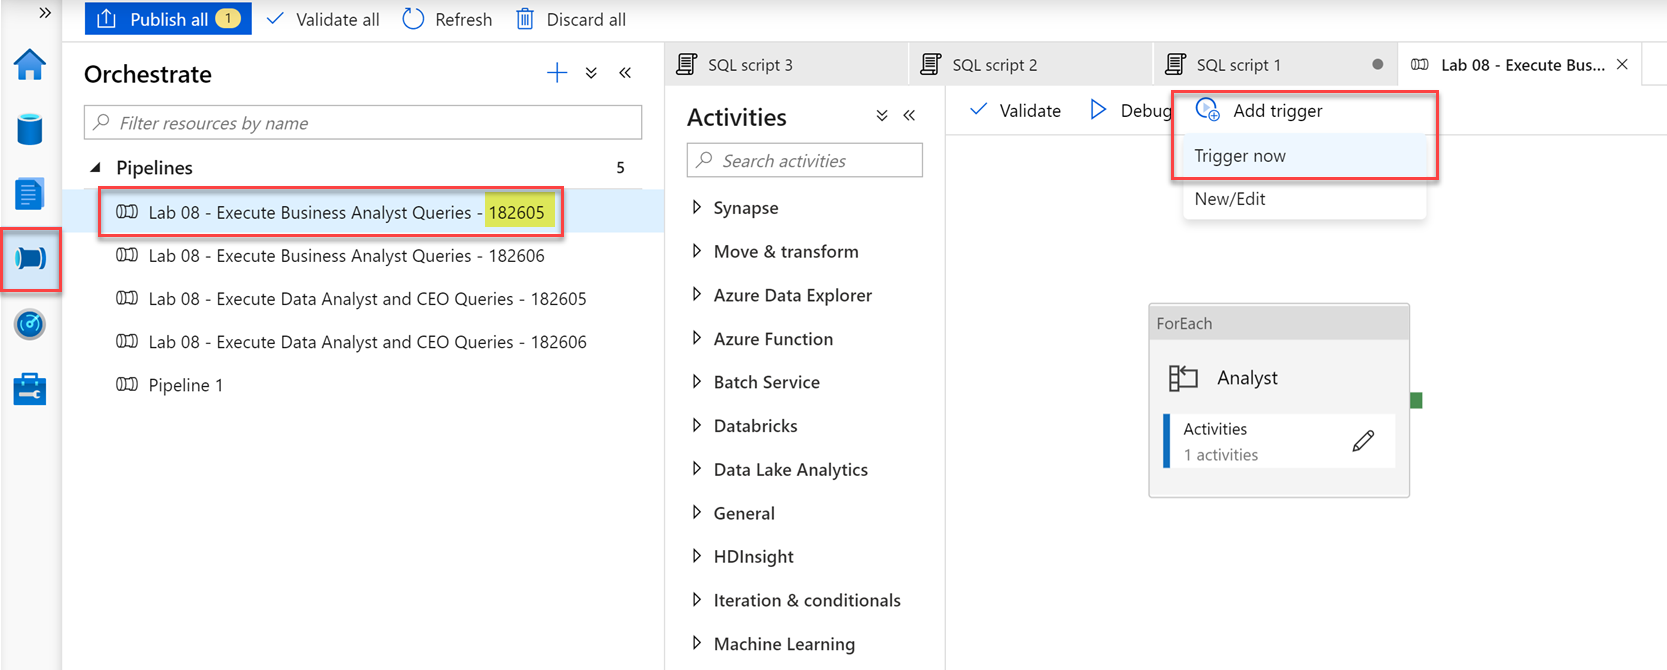 Publish all 1 Validate all Refresh Discard all
Orchestrate
Filter resources by name
Pipelines 5
Lab 08 - Execute Business Analyst Queries - 182605
Lab 08 - Execute Business Analyst Queries - 182606
Lab 08 - Execute Data Analyst and CEO Queries - 182605
Lab 08 - Execute Data Analyst and CEO Queries - 182606
Pipeline 1
SQL script 3 SQL script 2 SQL script 1 Lab 08 - Execute Bus...
Activities
Search activities
Synapse
Move & transform
Azure Data Explorer
Azure Function
Batch Service
Databricks
Data Lake Analytics
General
HDInsight
Iteration & conditionals
Machine Learning
Validate Debug Add trigger
Trigger now
New/Edit
ForEach
Analyst
Activities
1 activities